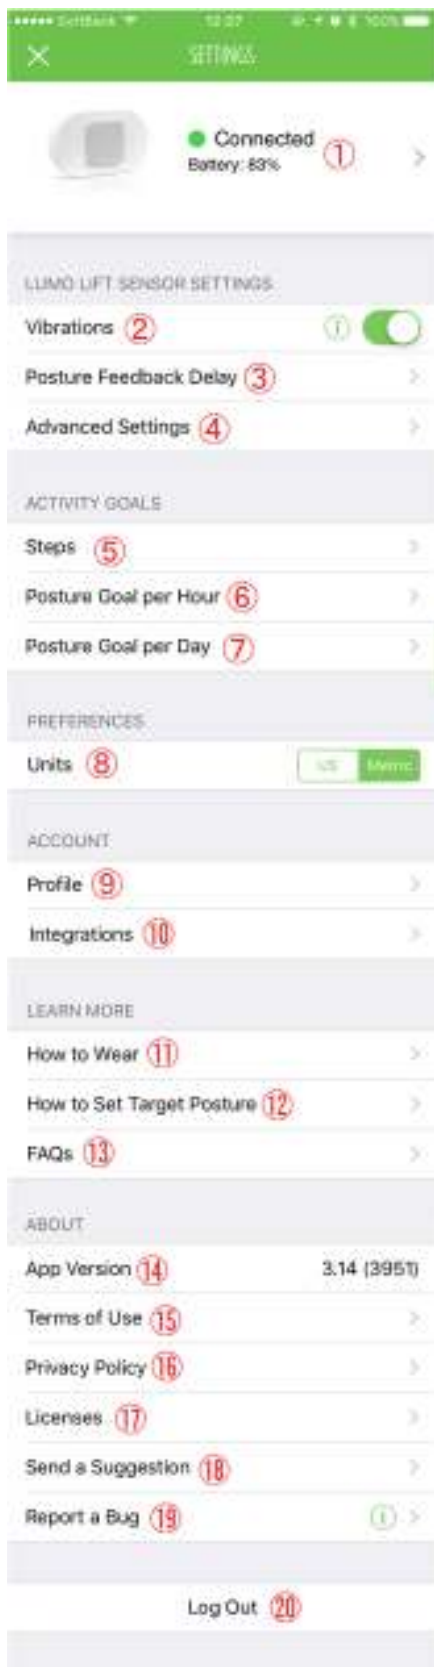 SoftBank 12:27 100%
SETTINGS
Connected ①
Battery: 83%
LUMO LIFT SENSOR SETTINGS
Vibrations ②
Posture Feedback Delay ③
Advanced Settings ④
ACTIVITY GOALS
Steps ⑤
Posture Goal per Hour ⑥
Posture Goal per Day ⑦
PREFERENCES
Units ⑧ US Metric
ACCOUNT
Profile ⑨
Integrations ⑩
LEARN MORE
How to Wear ⑪
How to Set Target Posture ⑫
FAQs ⑬
ABOUT
App Version ⑭ 3.14 (3951)
Terms of Use ⑮
Privacy Policy ⑯
Licenses ⑰
Send a Suggestion ⑱
Report a Bug ⑲
Log Out ⑳